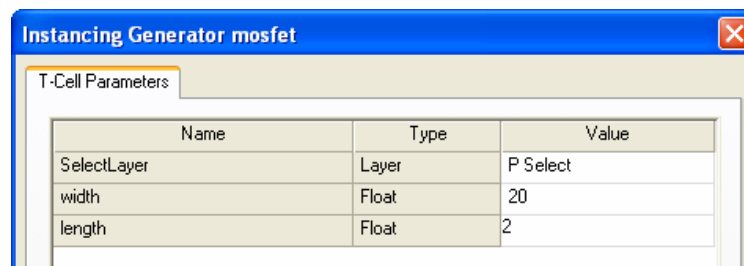 Instancing Generator mosfet
T-Cell Parameters
Name Type Value
SelectLayer Layer P Select
width Float 20
length Float 2